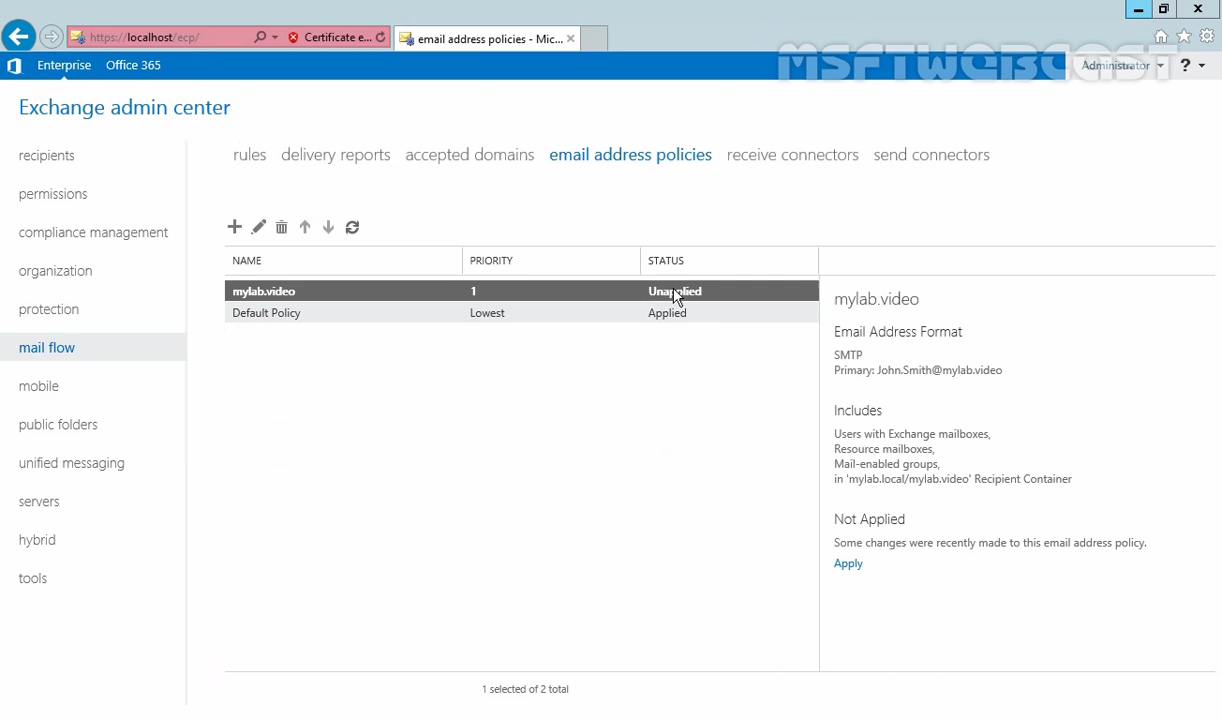 https://localhost/ecp/
Certificate e...
email address policies - Mic...
Enterprise
Office 365
MSFTWEBCAST
Administrator
?
Exchange admin center
recipients
permissions
compliance management
organization
protection
mail flow
mobile
public folders
unified messaging
servers
hybrid
tools
rules
delivery reports
accepted domains
email address policies
receive connectors
send connectors
NAME
PRIORITY
STATUS
mylab.video
1
Unapplied
Default Policy
Lowest
Applied
mylab.video
Email Address Format
SMTP
Primary: John.Smith@mylab.video
Includes
Users with Exchange mailboxes,
Resource mailboxes,
Mail-enabled groups,
in 'mylab.local/mylab.video' Recipient Container
Not Applied
Some changes were recently made to this email address policy.
Apply
1 selected of 2 total